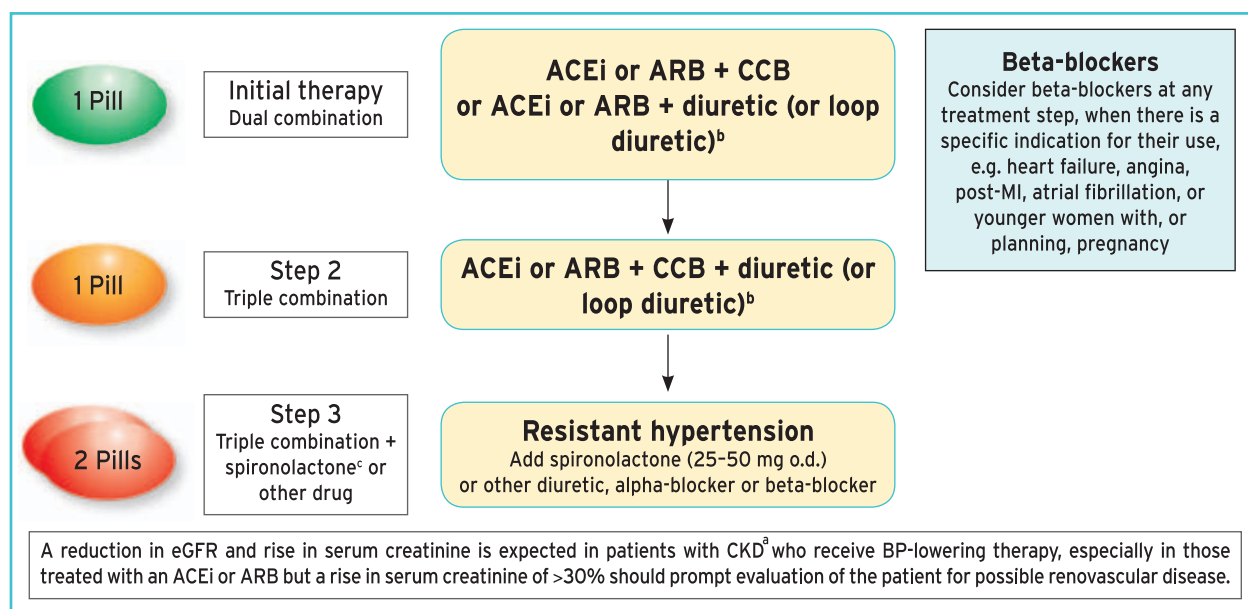 1 Pill
Initial therapy
Dual combination
ACEi or ARB + CCB
or ACEi or ARB + diuretic (or loop
diuretic)b
Beta-blockers
Consider beta-blockers at any
treatment step, when there is a
specific indication for their use,
e.g. heart failure, angina,
post-MI, atrial fibrillation, or
younger women with, or
planning, pregnancy
1 Pill
Step 2
Triple combination
ACEi or ARB + CCB + diuretic (or
loop diuretic)b
2 Pills
Step 3
Triple combination +
spironolactonec or
other drug
Resistant hypertension
Add spironolactone (25–50 mg o.d.)
or other diuretic, alpha-blocker or beta-blocker
A reduction in eGFR and rise in serum creatinine is expected in patients with CKDa who receive BP-lowering therapy, especially in those
treated with an ACEi or ARB but a rise in serum creatinine of >30% should prompt evaluation of the patient for possible renovascular disease.